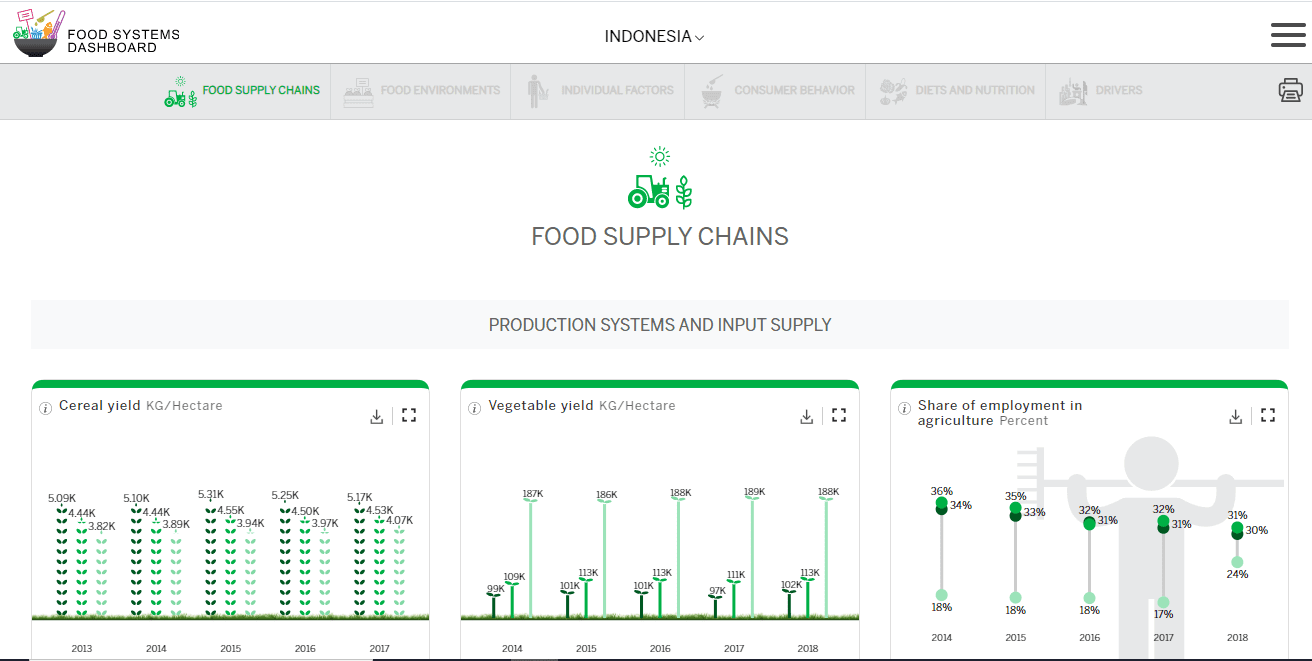 FOOD SYSTEMS
DASHBOARD
INDONESIA
FOOD SUPPLY CHAINS
FOOD ENVIRONMENTS
INDIVIDUAL FACTORS
CONSUMER BEHAVIOR
DIETS AND NUTRITION
DRIVERS
FOOD SUPPLY CHAINS
PRODUCTION SYSTEMS AND INPUT SUPPLY
i Cereal yield KG/Hectare
5.09K 4.44K 3.82K
5.10K 4.44K 3.89K
5.31K 4.55K 3.94K
5.25K 4.50K 3.97K
5.17K 4.53K 4.07K
2013 2014 2015 2016 2017
i Vegetable yield KG/Hectare
99K 109K 187K
101K 113K 186K
101K 113K 188K
97K 111K 189K
102K 113K 188K
2014 2015 2016 2017 2018
i Share of employment in
agriculture Percent
36% 34% 18%
35% 33% 18%
32% 31% 18%
32% 31% 17%
31% 30% 24%
2014 2015 2016 2017 2018